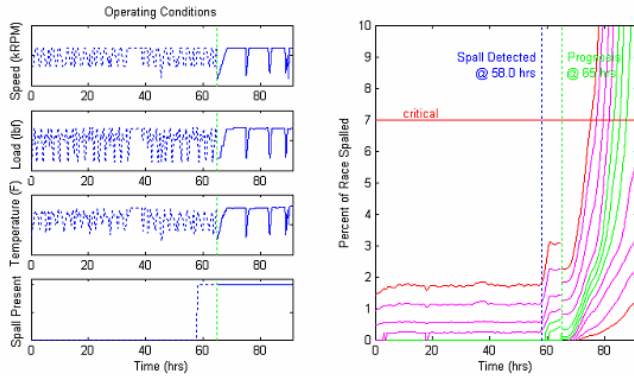 Operating Conditions
Speed (kRPM)
0 20 40 60 80
Load (lbf)
0 20 40 60 80
Temperature (F)
0 20 40 60 80
Spall Present
0 20 40 60 80
Time (hrs)
Percent of Race Spalled
10
9
8
7
6
5
4
3
2
1
0
Spall Detected
@ 58.0 hrs
Prognosis
@ 65 hrs
critical
0 20 40 60 80
Time (hrs)